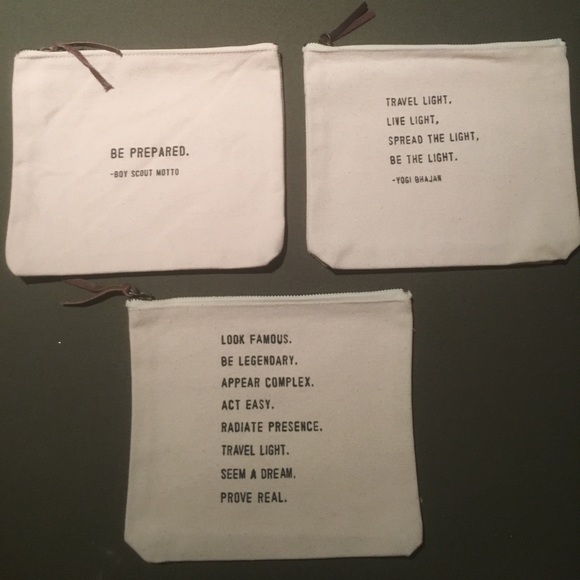 BE PREPARED.
-BOY SCOUT MOTTO
TRAVEL LIGHT.
LIVE LIGHT,
SPREAD THE LIGHT,
BE THE LIGHT.
-YOGI BHAJAN
LOOK FAMOUS.
BE LEGENDARY.
APPEAR COMPLEX.
ACT EASY.
RADIATE PRESENCE.
TRAVEL LIGHT.
SEEM A DREAM.
PROVE REAL.